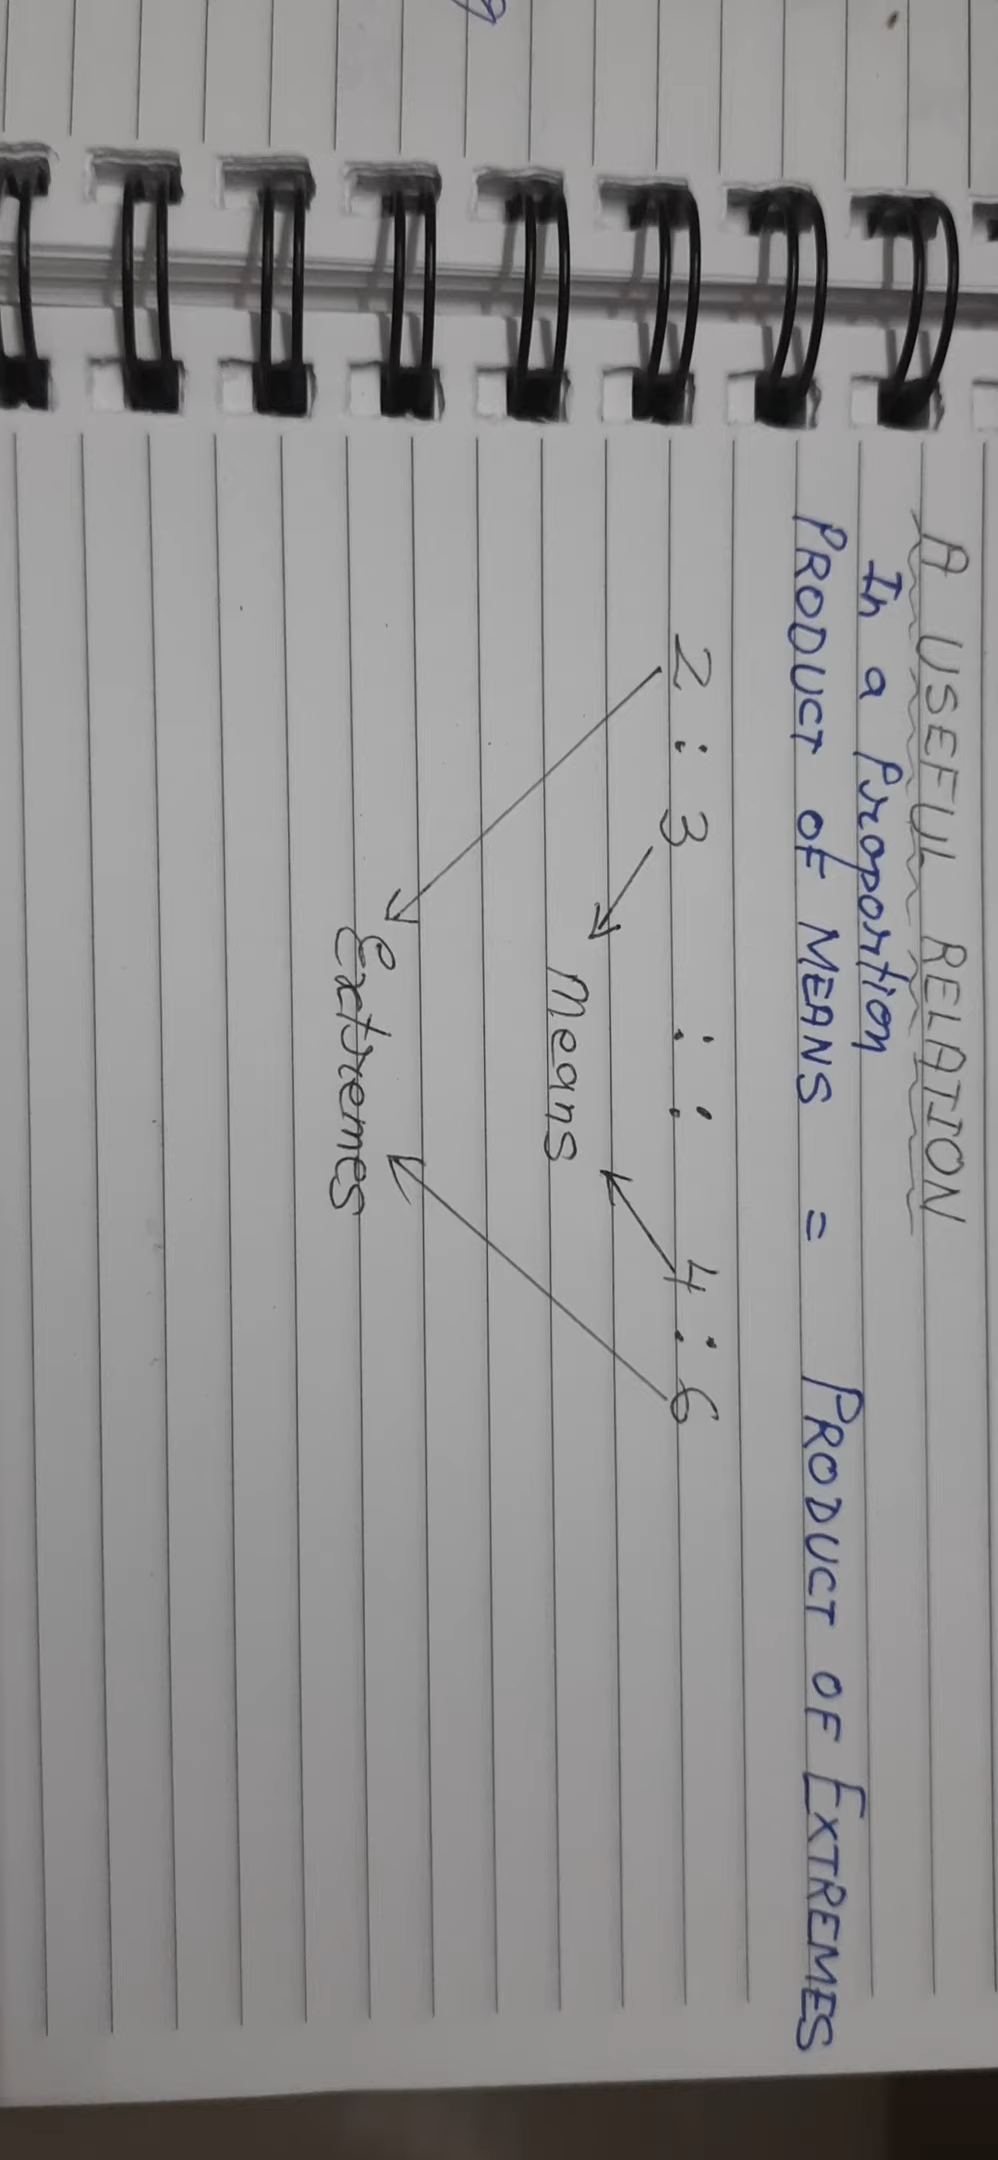 A USEFUL RELATION
In a Proportion
PRODUCT OF MEANS = PRODUCT OF EXTREMES
2 : 3 : : 4 : 6
Means
Extremes